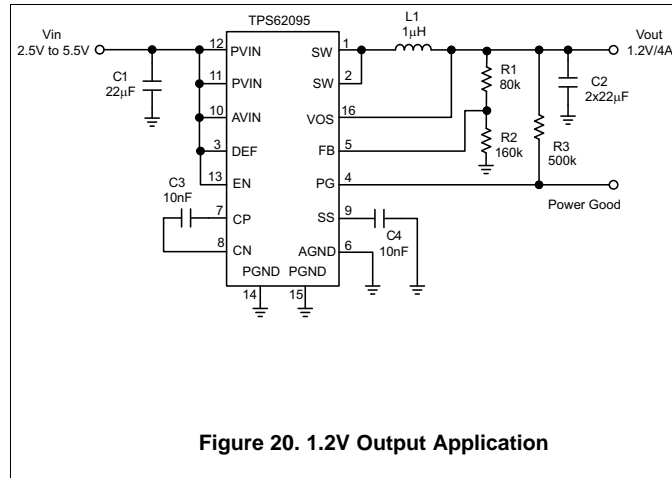 TPS62095
Vin
2.5V to 5.5V
C1
22μF
12
PVIN
11
PVIN
10
AVIN
3
DEF
13
EN
C3
10nF
7
CP
8
CN
PGND
14
PGND
15
SW
1
SW
2
VOS
16
FB
5
PG
4
SS
9
AGND
6
C4
10nF
L1
1μH
R1
80k
R2
160k
R3
500k
C2
2x22μF
Vout
1.2V/4A
Power Good
Figure 20. 1.2V Output Application